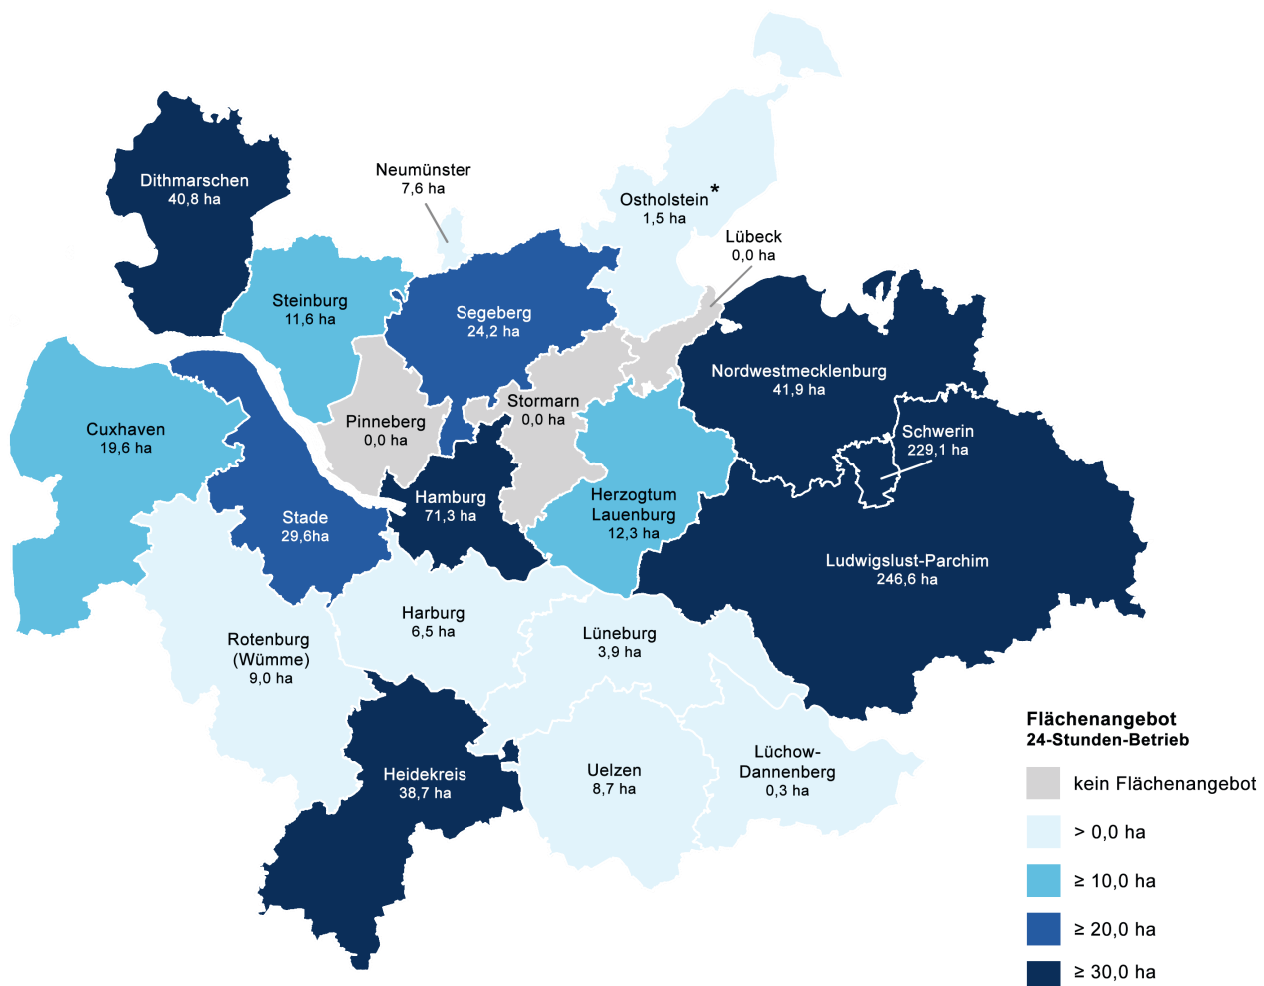 Dithmarschen
40,8 ha
Neumünster
7,6 ha
Ostholstein*
1,5 ha
Lübeck
0,0 ha
Steinburg
11,6 ha
Segeberg
24,2 ha
Nordwestmecklenburg
41,9 ha
Stormarn
0,0 ha
Pinneberg
0,0 ha
Cuxhaven
19,6 ha
Schwerin
229,1 ha
Hamburg
71,3 ha
Herzogtum
Lauenburg
12,3 ha
Stade
29,6ha
Ludwigslust-Parchim
246,6 ha
Harburg
6,5 ha
Lüneburg
3,9 ha
Rotenburg
(Wümme)
9,0 ha
Heidekreis
38,7 ha
Uelzen
8,7 ha
Lüchow-
Dannenberg
0,3 ha
Flächenangebot
24-Stunden-Betrieb
kein Flächenangebot
> 0,0 ha
≥ 10,0 ha
≥ 20,0 ha
≥ 30,0 ha